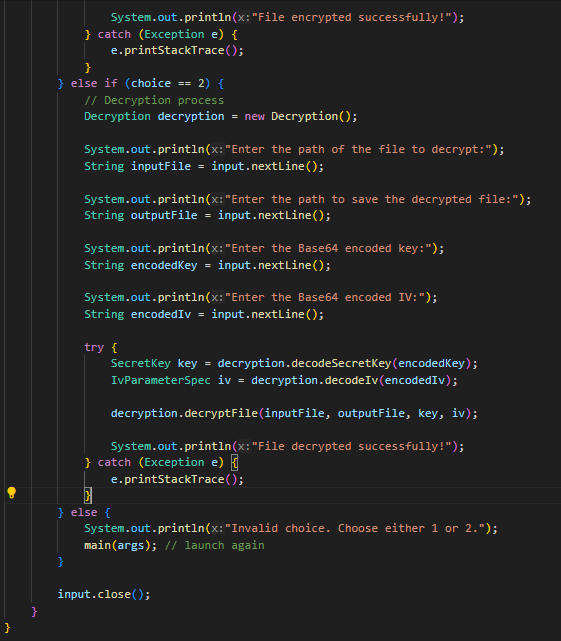 System.out.println(x:"File encrypted successfully!");
} catch (Exception e) {
e.printStackTrace();
}
} else if (choice == 2) {
// Decryption process
Decryption decryption = new Decryption();
System.out.println(x:"Enter the path of the file to decrypt:");
String inputFile = input.nextLine();
System.out.println(x:"Enter the path to save the decrypted file:");
String outputFile = input.nextLine();
System.out.println(x:"Enter the Base64 encoded key:");
String encodedKey = input.nextLine();
System.out.println(x:"Enter the Base64 encoded IV:");
String encodedIv = input.nextLine();
try {
SecretKey key = decryption.decodeSecretKey(encodedKey);
IvParameterSpec iv = decryption.decodeIv(encodedIv);
decryption.decryptFile(inputFile, outputFile, key, iv);
System.out.println(x:"File decrypted successfully!");
} catch (Exception e) {
e.printStackTrace();
}
} else {
System.out.println(x:"Invalid choice. Choose either 1 or 2.");
main(args); // launch again
}
input.close();
}
}